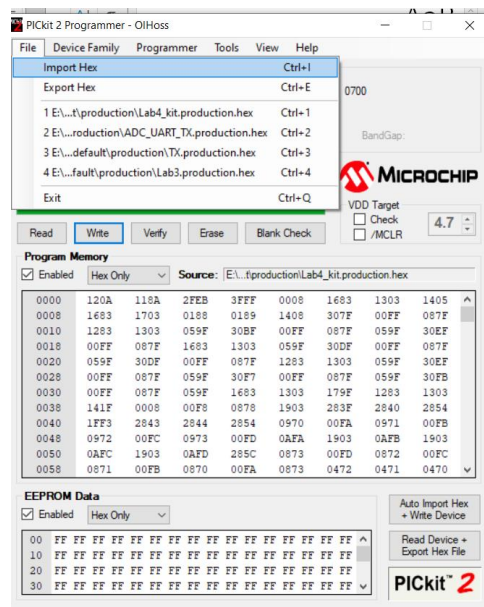 PICkit 2 Programmer - OlHoss
File Device Family Programmer Tools View Help
Import Hex Ctrl+I
Export Hex Ctrl+E
0700
1 E:\...t\production\Lab4_kit.production.hex Ctrl+1
2 E:\...roduction\ADC_UART_TX.production.hex Ctrl+2
BandGap:
3 E:\...default\production\TX.production.hex Ctrl+3
4 E:\...fault\production\Lab3.production.hex Ctrl+4
MICROCHIP
Exit Ctrl+Q
VDD Target
Check
4.7
/MCLR
Read Write Verify Erase Blank Check
Program Memory
Enabled Hex Only Source: E:\...t\production\Lab4_kit.production.hex
0000 120A 118A 2FEB 3FFF 0008 1683 1303 1405
0008 1683 1703 0188 0189 1408 307F 00FF 087F
0010 1283 1303 059F 30BF 00FF 087F 059F 30EF
0018 00FF 087F 1683 1303 059F 30DF 00FF 087F
0020 059F 30DF 00FF 087F 1283 1303 059F 30EF
0028 00FF 087F 059F 30F7 00FF 087F 059F 30FB
0030 00FF 087F 059F 1683 1303 179F 1283 1303
0038 141F 0008 00F8 0878 1903 283F 2840 2854
0040 1FF3 2843 2844 2854 0970 00FA 0971 00FB
0048 0972 00FC 0973 00FD 0AFA 1903 0AFB 1903
0050 0AFC 1903 0AFD 285C 0873 00FD 0872 00FC
0058 0871 00FB 0870 00FA 0873 0472 0471 0470
EEPROM Data
Enabled Hex Only
Auto Import Hex
+ Write Device
00 FF FF FF FF FF FF FF FF FF FF FF FF FF FF FF FF
10 FF FF FF FF FF FF FF FF FF FF FF FF FF FF FF FF
20 FF FF FF FF FF FF FF FF FF FF FF FF FF FF FF FF
30 FF FF FF FF FF FF FF FF FF FF FF FF FF FF FF FF
Read Device +
Export Hex File
PICkit™ 2